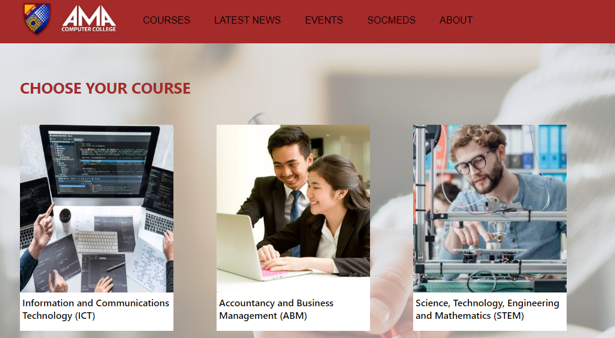 AMA
COMPUTER COLLEGE
COURSES
LATEST NEWS
EVENTS
SOCMEDS
ABOUT
CHOOSE YOUR COURSE
Information and Communications
Technology (ICT)
Accountancy and Business
Management (ABM)
Science, Technology, Engineering
and Mathematics (STEM)